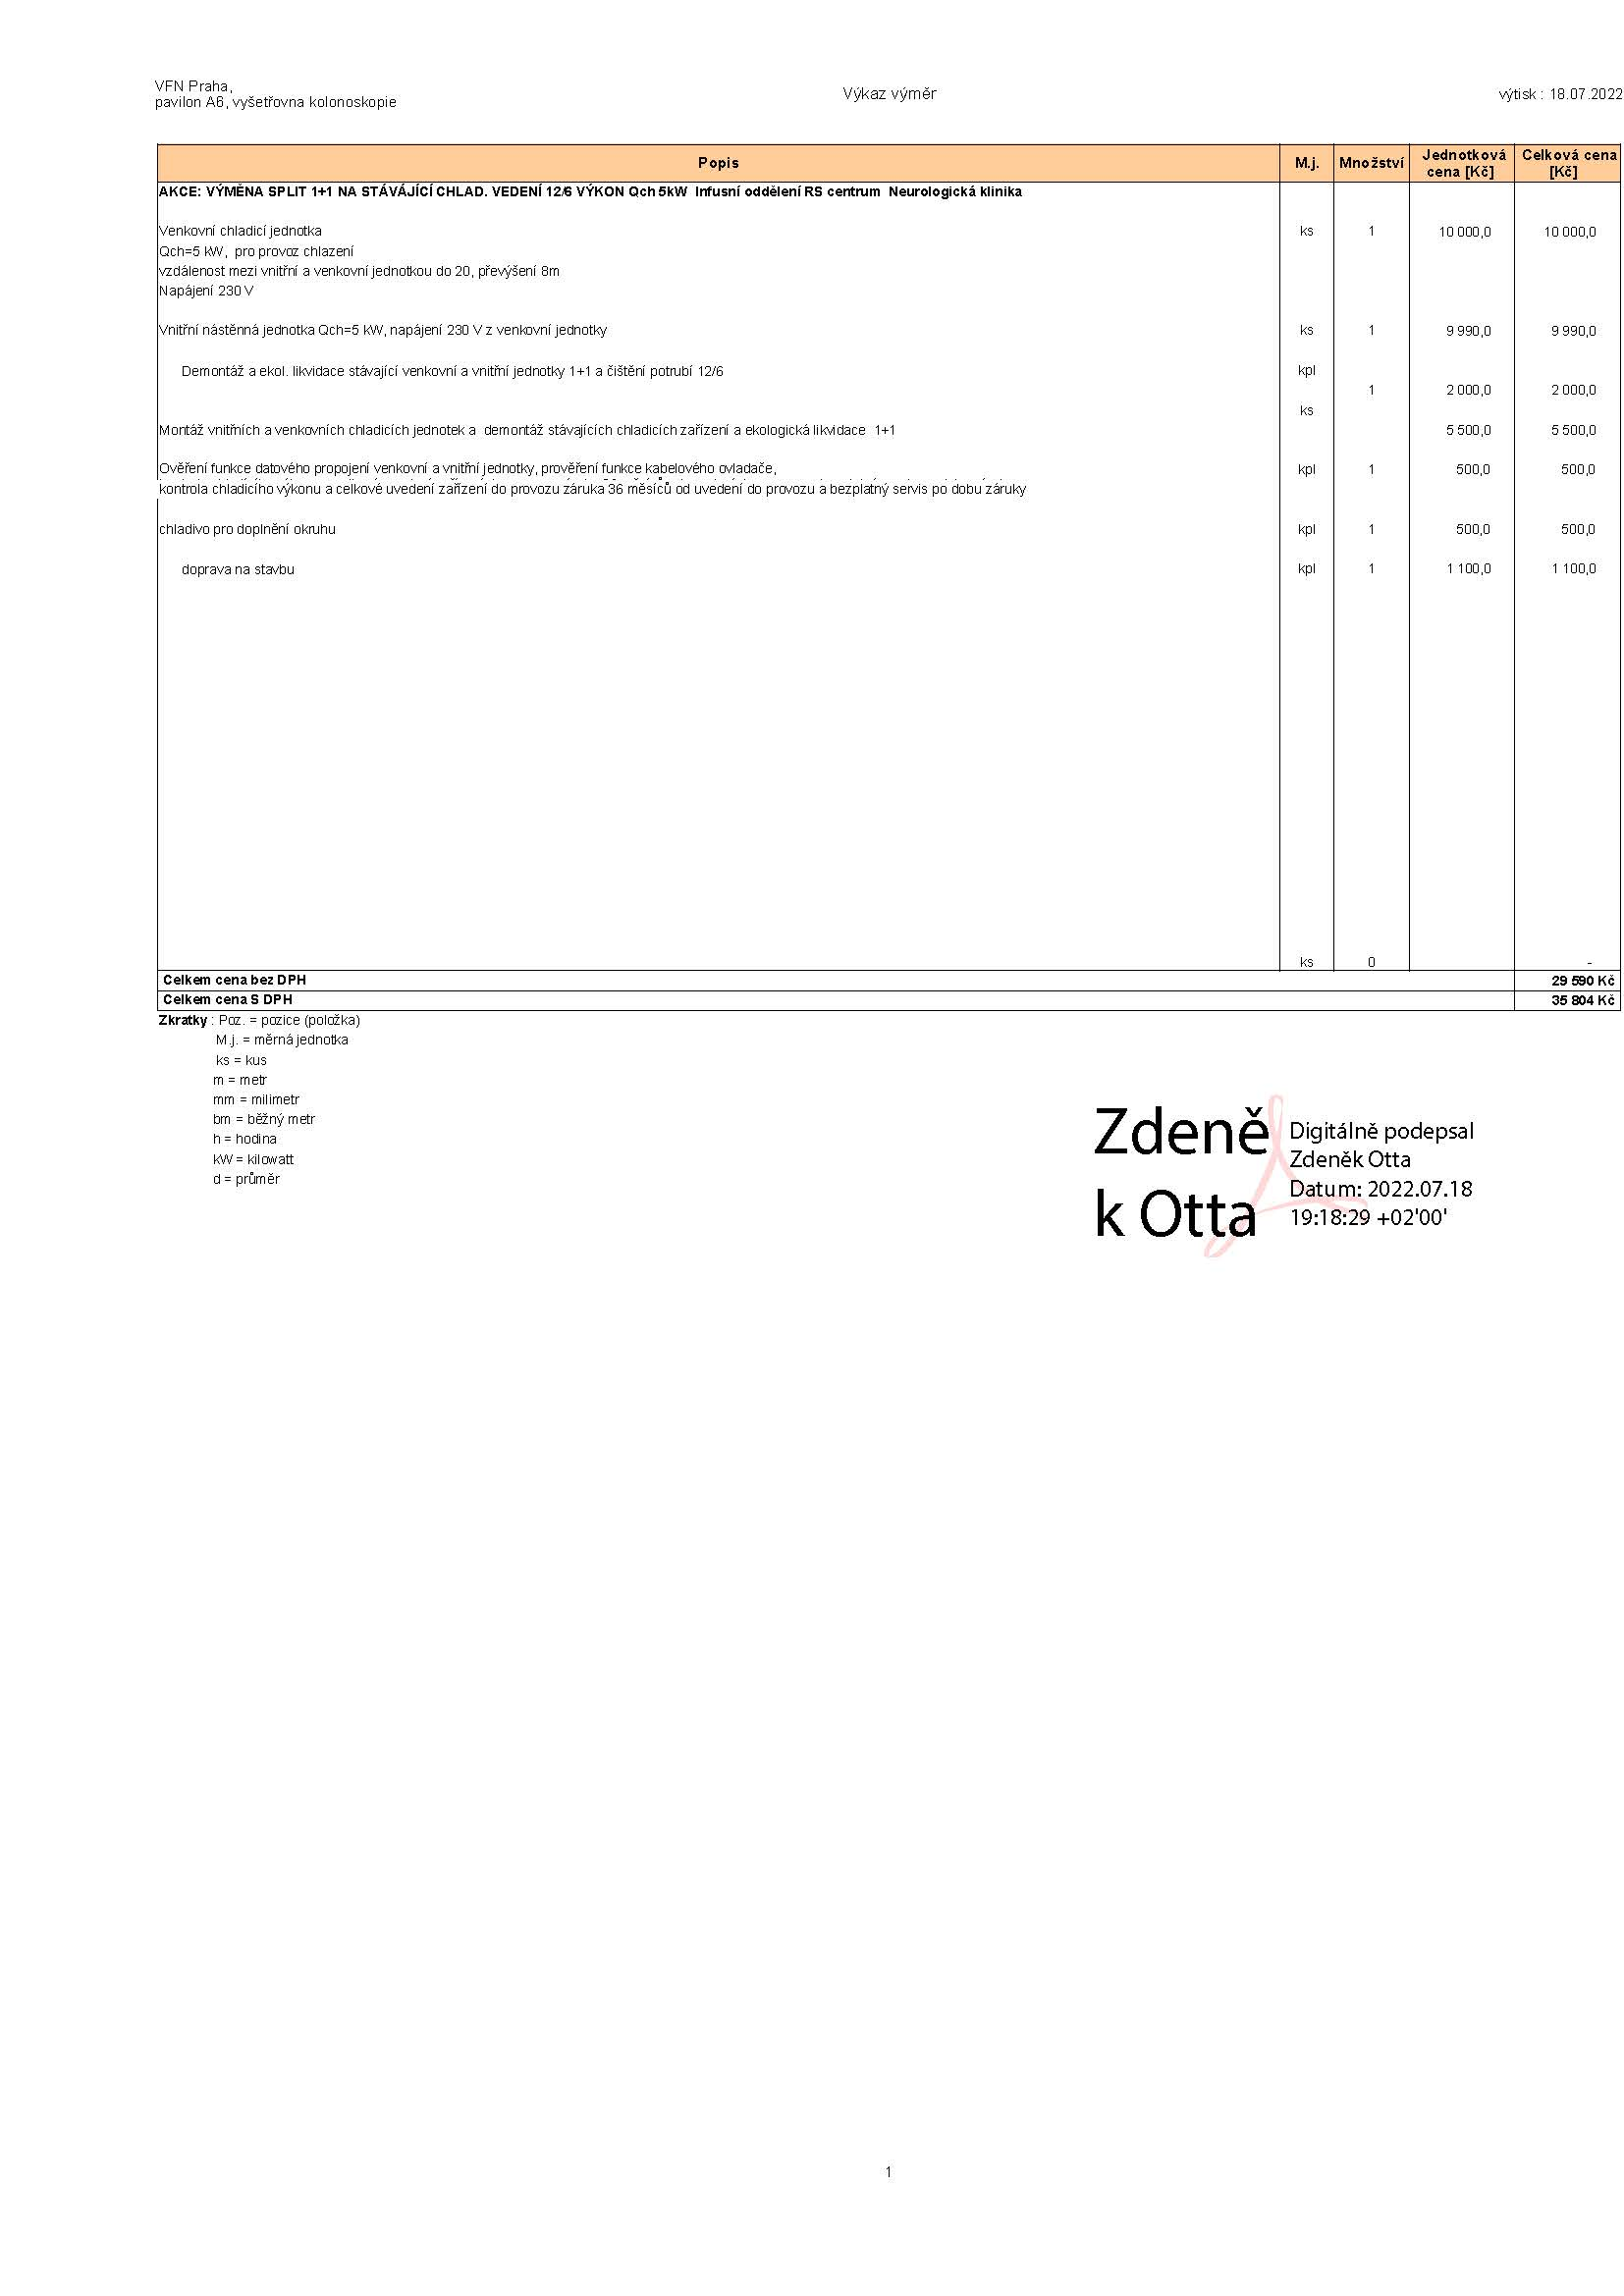 VFN Praha,
pavilon A6, vyšetřovna kolonoskopie
Výkaz výměr
výtisk : 18.07.2022
Popis M.j. Množství Jednotková cena [Kč] Celková cena [Kč]
AKCE: VÝMĚNA SPLIT 1+1 NA STÁVÁJÍCÍ CHLAD. VEDENÍ 12/6 VÝKON Qch 5kW Infusní oddělení RS centrum Neurologická klinika
Venkovní chladicí jednotka ks 1 10 000,0 10 000,0
Qch=5 kW, pro provoz chlazení
vzdálenost mezi vnitřní a venkovní jednotkou do 20, převýšení 8m
Napájení 230 V
Vnitřní nástěnná jednotka Qch=5 kW, napájení 230 V z venkovní jednotky ks 1 9 990,0 9 990,0
Demontáž a ekol. likvidace stávající venkovní a vnitřní jednotky 1+1 a čištění potrubí 12/6 kpl
1 2 000,0 2 000,0
ks
Montáž vnitřních a venkovních chladicích jednotek a demontáž stávajících chladicích zařízení a ekologická likvidace 1+1 5 500,0 5 500,0
Ověření funkce datového propojení venkovní a vnitřní jednotky, prověření funkce kabelového ovladače, kpl 1 500,0 500,0
kontrola chladicího výkonu a celkové uvedení zařízení do provozu záruka 36 měsíců od uvedení do provozu a bezplatný servis po dobu záruky
chladivo pro doplnění okruhu kpl 1 500,0 500,0
doprava na stavbu kpl 1 1 100,0 1 100,0
ks 0 -
Celkem cena bez DPH 29 590 Kč
Celkem cena S DPH 35 804 Kč
Zkratky : Poz. = pozice (položka)
M.j. = měrná jednotka
ks = kus
m = metr
mm = milimetr
bm = běžný metr
h = hodina
kW = kilowatt
d = průměr
Zdeně
k Otta
Digitálně podepsal
Zdeněk Otta
Datum: 2022.07.18
19:18:29 +02'00'
1